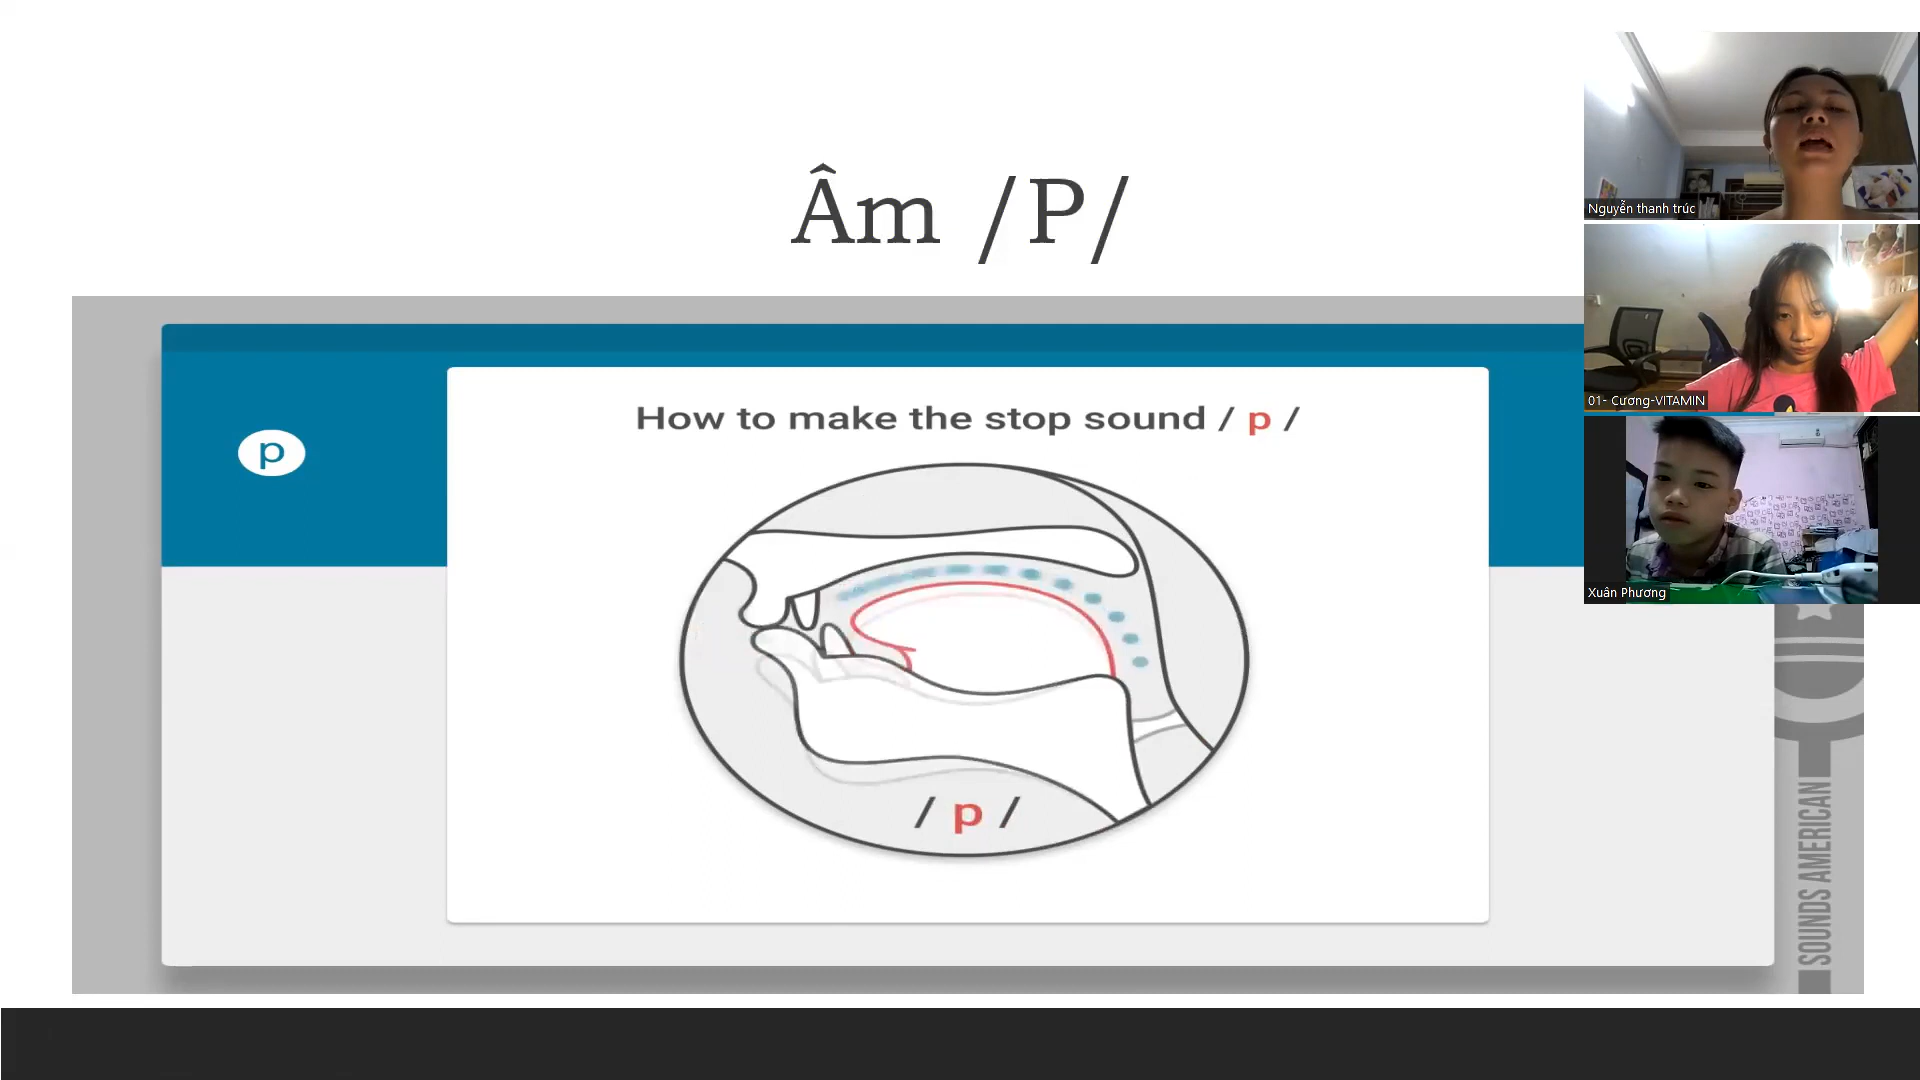 Âm /P/
p
How to make the stop sound / p /
/ p /
SOUNDS AMERICAN
Nguyễn thanh trúc
01- Cương-VITAMIN
Xuân Phương